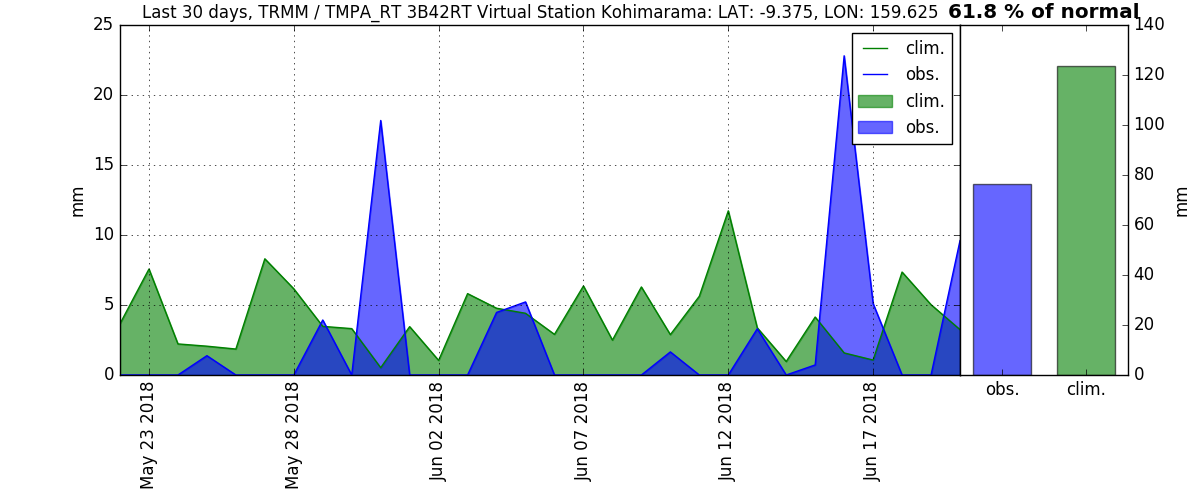 Last 30 days, TRMM / TMPA_RT 3B42RT Virtual Station Kohimarama: LAT: -9.375, LON: 159.625
61.8 % of normal
clim.
obs.
clim.
obs.
25
20
15
10
5
0
mm
May 23 2018
May 28 2018
Jun 02 2018
Jun 07 2018
Jun 12 2018
Jun 17 2018
140
120
100
80
60
40
20
0
mm
obs.
clim.